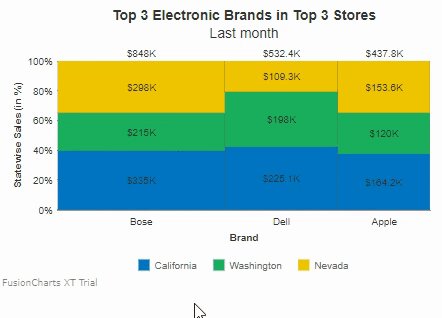 Top 3 Electronic Brands in Top 3 Stores
Last month
$848K $532.4K $437.8K
100%
80%
60%
40%
20%
0%
Statewise Sales (in %)
$298K $109.3K $153.6K
$215K $198K $120K
$335K $225.1K $164.2K
Bose Dell Apple
Brand
California Washington Nevada
FusionCharts XT Trial